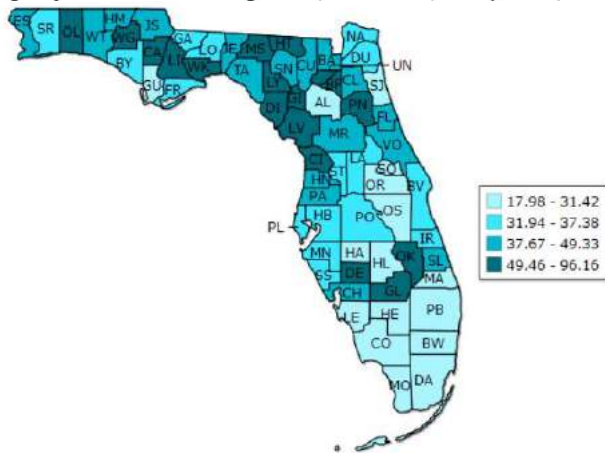 HM
JS
ES
SR
OL
WT
WG
CA
BY
GU
FR
LI
GA
LO
WK
JE
MS
TA
HT
SN
LY
DI
CU
BA
GI
LV
AL
NA
DU
UN
CL
SJ
PN
FL
MR
VO
CI
ST
LA
SO
HN
PA
OR
BV
HB
PO
OS
PL
IR
MN
HA
HL
OK
SL
SS
DE
MA
CH
GL
LE
HE
PB
CO
BW
MO
DA
17.98 - 31.42
31.94 - 37.38
37.67 - 49.33
49.46 - 96.16